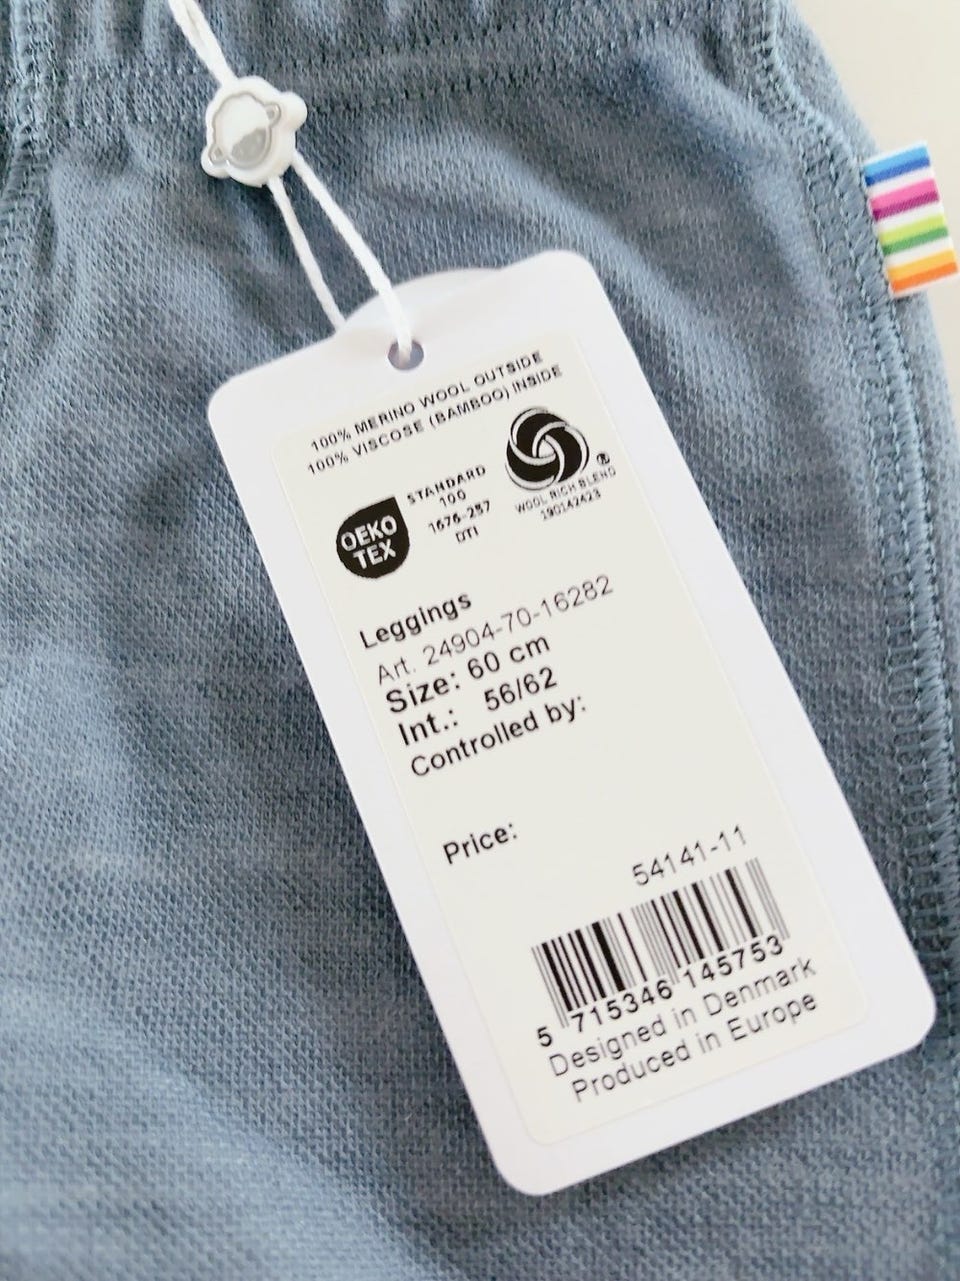 100% MERINO WOOL OUTSIDE
100% VISCOSE (BAMBOO) INSIDE
OEKO
TEX
STANDARD
100
1676-257
DTI
®
WOOL RICH BLEND
190142423
Leggings
Art. 24904-70-16282
Size: 60 cm
Int.: 56/62
Controlled by:
Price:
54141-11
5 715346 145753
Designed in Denmark
Produced in Europe